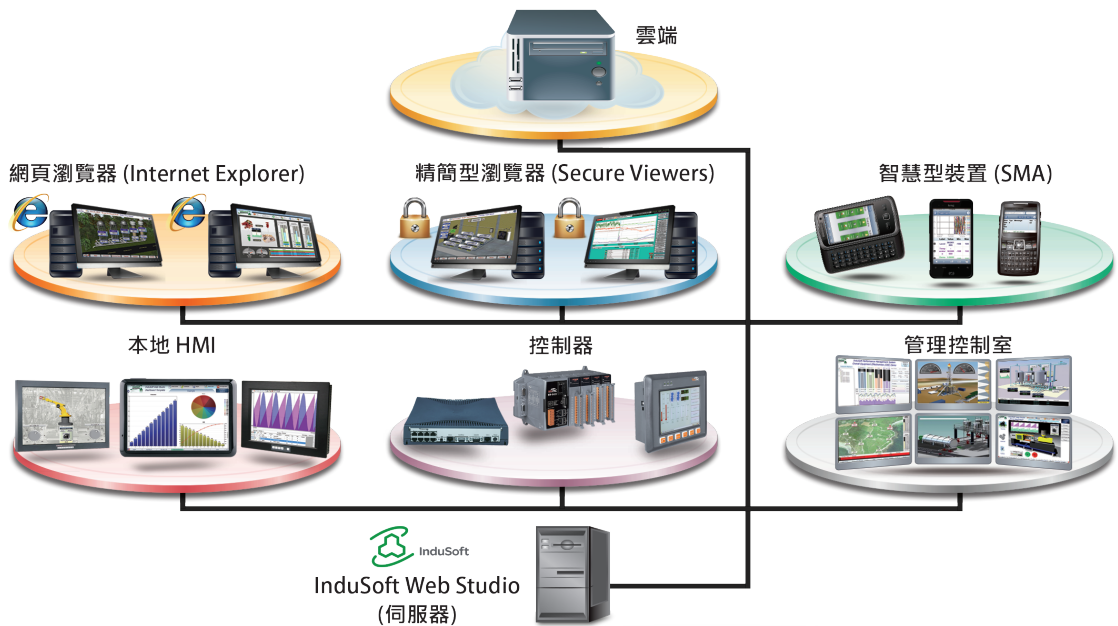 雲端
網頁瀏覽器 (Internet Explorer)
精簡型瀏覽器 (Secure Viewers)
智慧型裝置 (SMA)
本地 HMI
控制器
管理控制室
InduSoft
InduSoft Web Studio
(伺服器)